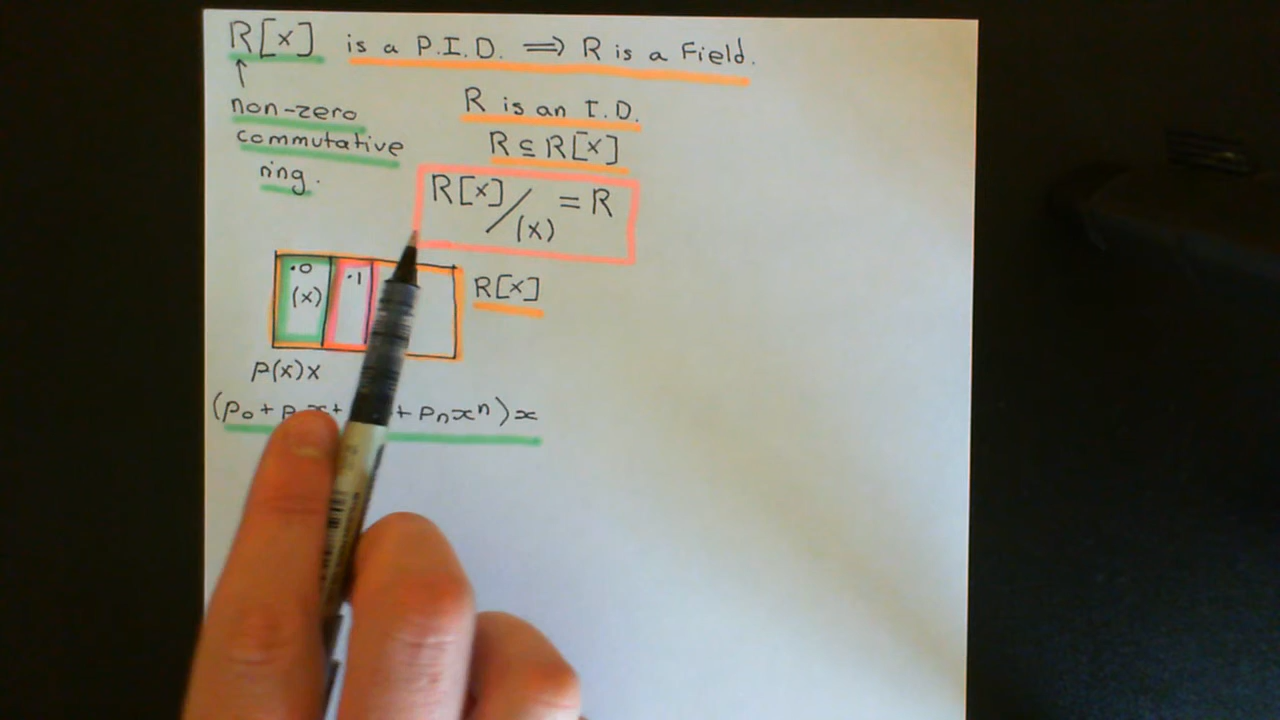 R[x] is a P.I.D. ⟹ R is a Field.
↑
non-zero
commutative
ring.
R is an I.D.
R ⊆ R[x]
R[x]/(x) = R
.0 .1
(x)
R[x]
p(x)x
(p₀ + + pₙxⁿ)x